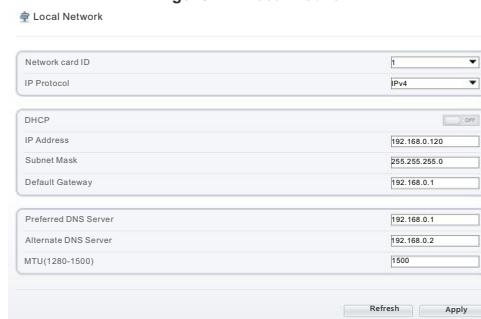 Local Network
Network card ID 1
IP Protocol IPv4
DHCP OFF
IP Address 192.168.0.120
Subnet Mask 255.255.255.0
Default Gateway 192.168.0.1
Preferred DNS Server 192.168.0.1
Alternate DNS Server 192.168.0.2
MTU(1280-1500) 1500
Refresh Apply